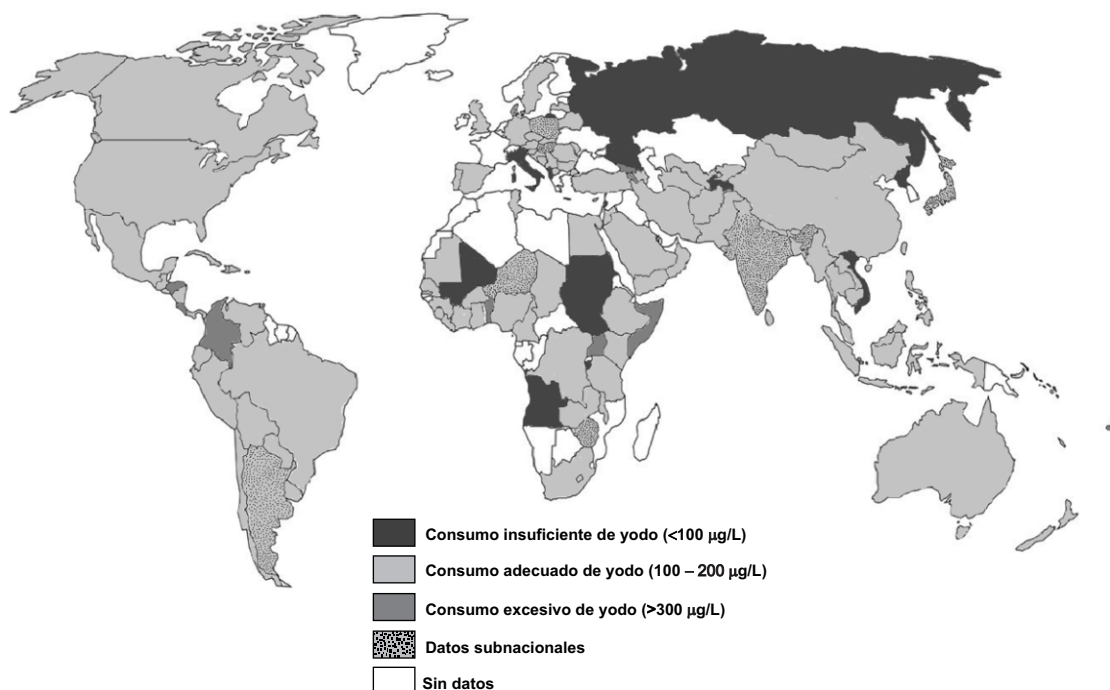 Consumo insuficiente de yodo (<100 µg/L)
Consumo adecuado de yodo (100 – 200 µg/L)
Consumo excesivo de yodo (>300 µg/L)
Datos subnacionales
Sin datos